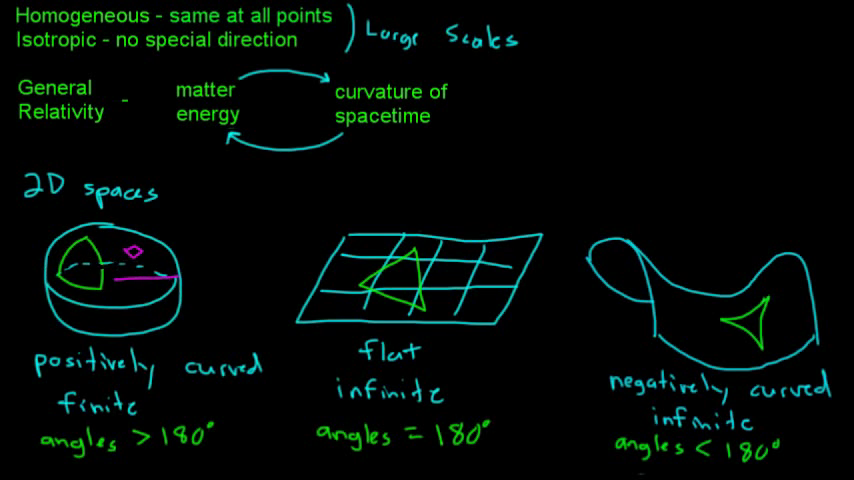 Homogeneous - same at all points
Isotropic - no special direction
Large Scales
General Relativity - matter energy
curvature of spacetime
2D spaces
positively curved
finite
angles > 180°
flat
infinite
angles = 180°
negatively curved
infinite
angles < 180°